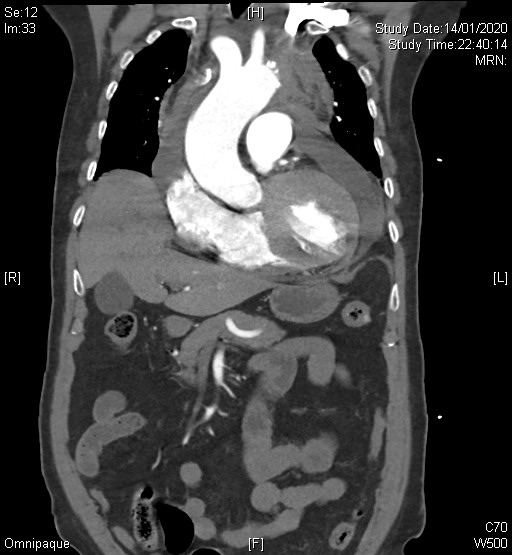 Se:12
Im:33
[H]
Study Date:14/01/2020
Study Time:22:40:14
MRN:
[R]
[L]
Omnipaque
[F]
C70
W500